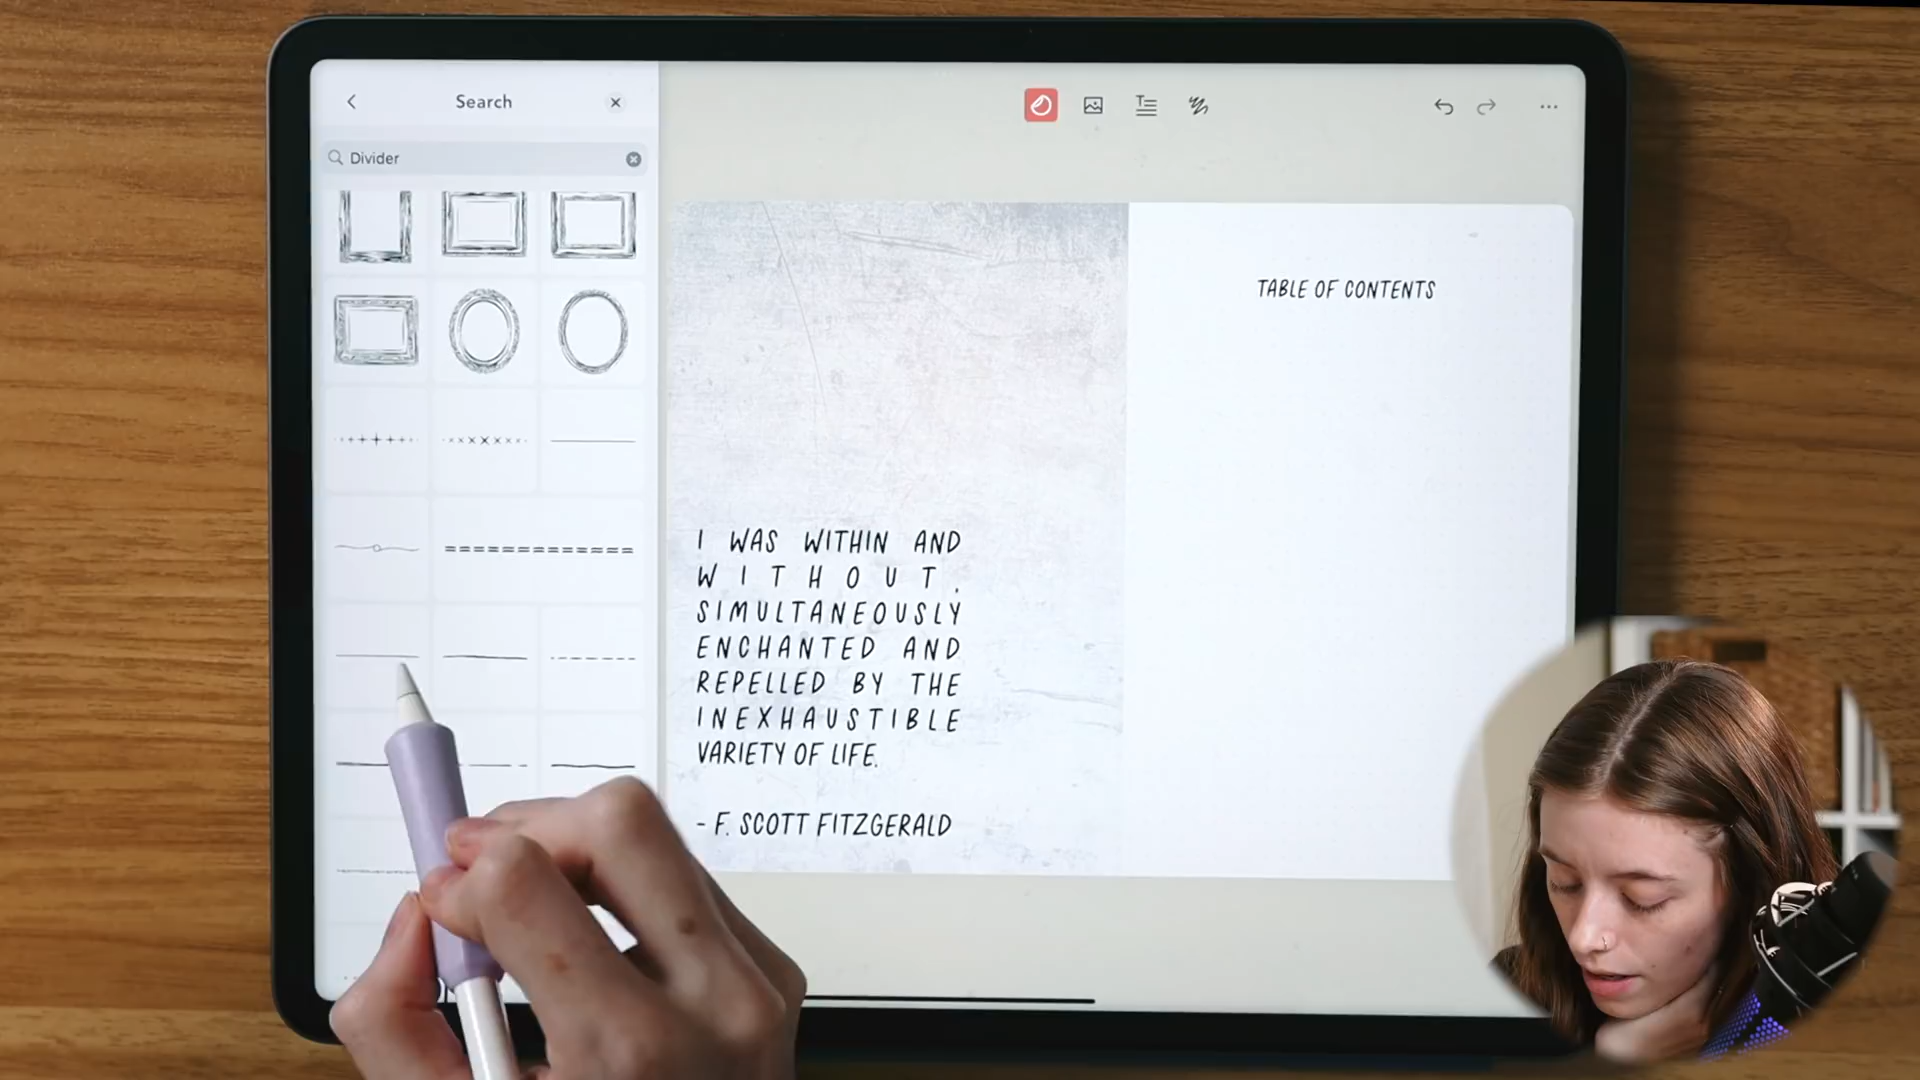 Search
Divider
TABLE OF CONTENTS
I WAS WITHIN AND
WITHOUT,
SIMULTANEOUSLY
ENCHANTED AND
REPELLED BY THE
INEXHAUSTIBLE
VARIETY OF LIFE.
- F. SCOTT FITZGERALD